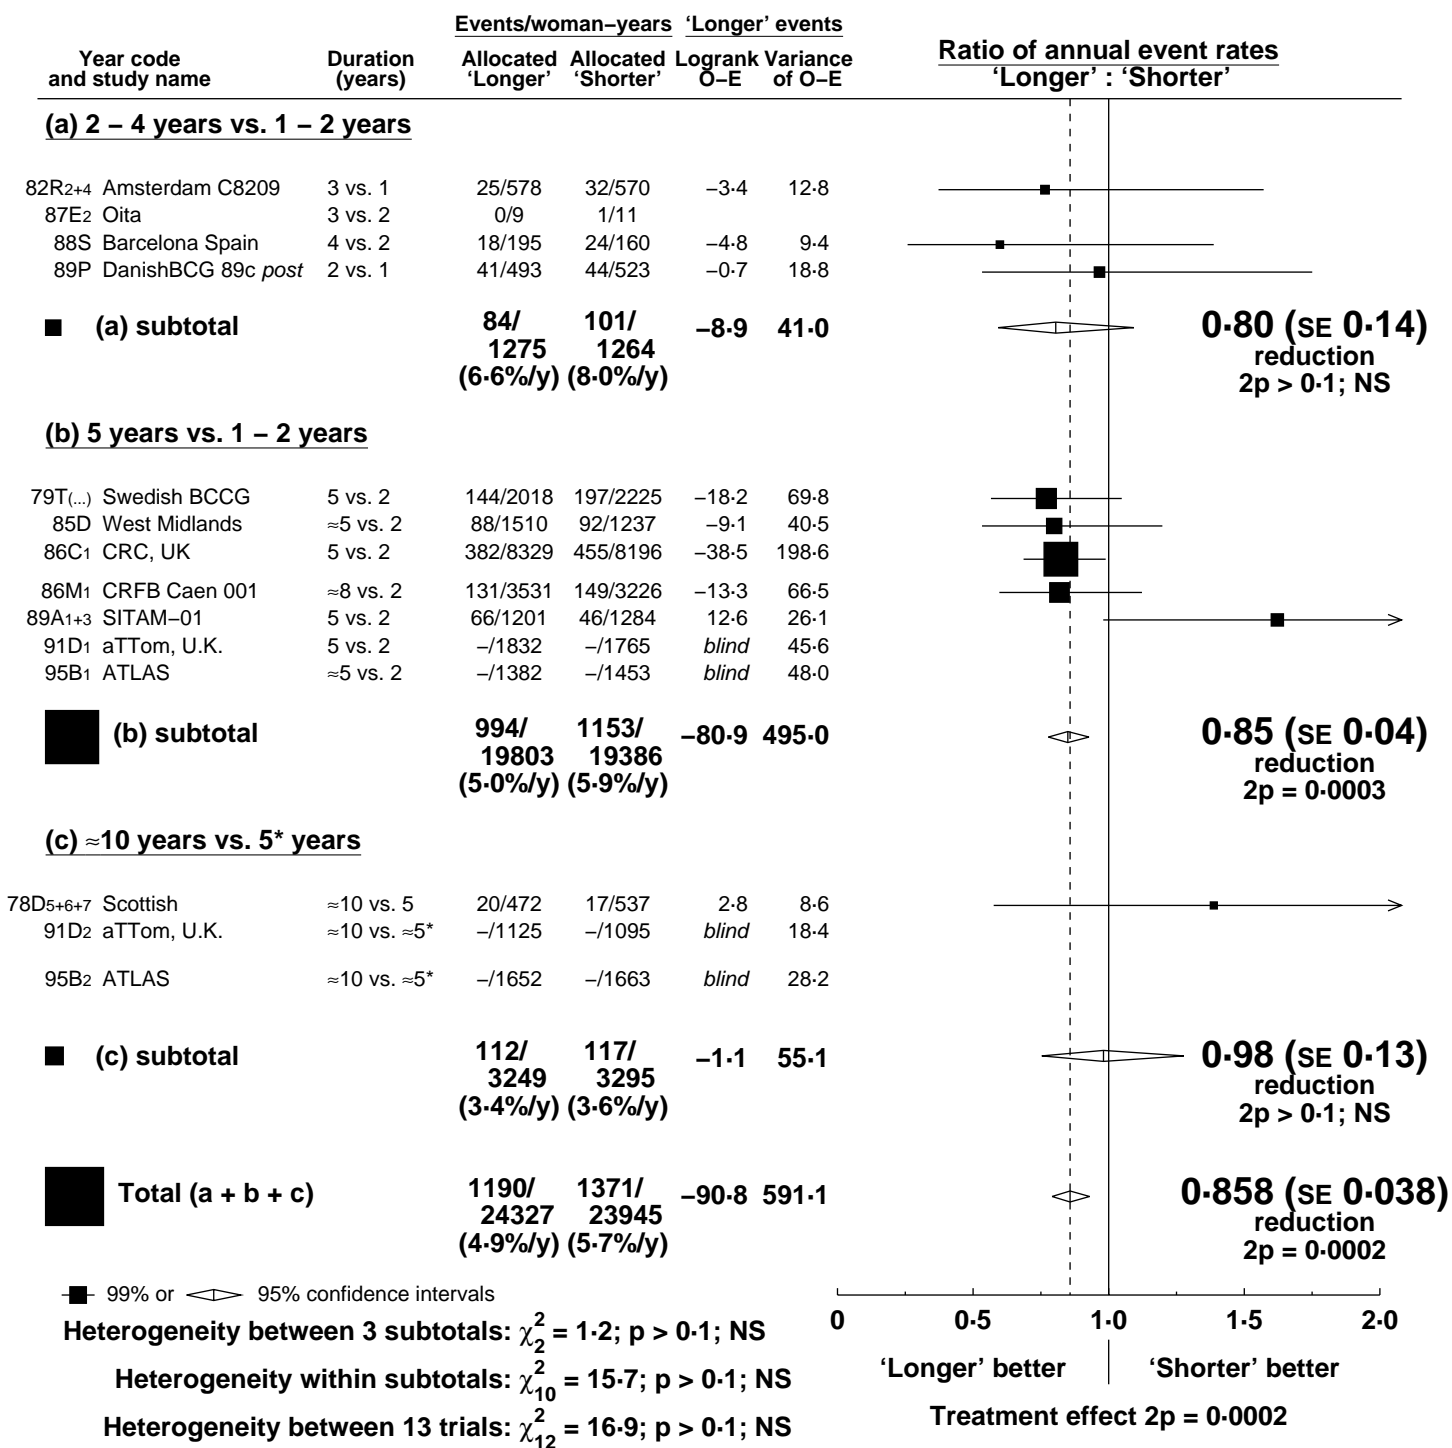 Events/woman–years ‘Longer’ events
Year code and study name Duration (years) Allocated ‘Longer’ Allocated ‘Shorter’ Logrank O–E Variance of O–E Ratio of annual event rates ‘Longer’ : ‘Shorter’
(a) 2 – 4 years vs. 1 – 2 years
82R2+4 Amsterdam C8209 3 vs. 1 25/578 32/570 –3·4 12·8
87E2 Oita 3 vs. 2 0/9 1/11
88S Barcelona Spain 4 vs. 2 18/195 24/160 –4·8 9·4
89P DanishBCG 89c post 2 vs. 1 41/493 44/523 –0·7 18·8
(a) subtotal 84/ 1275 (6·6%/y) 101/ 1264 (8·0%/y) –8·9 41·0 0·80 (SE 0·14)
reduction
2p > 0·1; NS
(b) 5 years vs. 1 – 2 years
79T(...) Swedish BCCG 5 vs. 2 144/2018 197/2225 –18·2 69·8
85D West Midlands ≈5 vs. 2 88/1510 92/1237 –9·1 40·5
86C1 CRC, UK 5 vs. 2 382/8329 455/8196 –38·5 198·6
86M1 CRFB Caen 001 ≈8 vs. 2 131/3531 149/3226 –13·3 66·5
89A1+3 SITAM–01 5 vs. 2 66/1201 46/1284 12·6 26·1
91D1 aTTom, U.K. 5 vs. 2 –/1832 –/1765 blind 45·6
95B1 ATLAS ≈5 vs. 2 –/1382 –/1453 blind 48·0
(b) subtotal 994/ 19803 (5·0%/y) 1153/ 19386 (5·9%/y) –80·9 495·0 0·85 (SE 0·04)
reduction
2p = 0·0003
(c) ≈10 years vs. 5* years
78D5+6+7 Scottish ≈10 vs. 5 20/472 17/537 2·8 8·6
91D2 aTTom, U.K. ≈10 vs. ≈5* –/1125 –/1095 blind 18·4
95B2 ATLAS ≈10 vs. ≈5* –/1652 –/1663 blind 28·2
(c) subtotal 112/ 3249 (3·4%/y) 117/ 3295 (3·6%/y) –1·1 55·1 0·98 (SE 0·13)
reduction
2p > 0·1; NS
Total (a + b + c) 1190/ 24327 (4·9%/y) 1371/ 23945 (5·7%/y) –90·8 591·1 0·858 (SE 0·038)
reduction
2p = 0·0002
99% or 95% confidence intervals
0 0·5 1·0 1·5 2·0
Heterogeneity between 3 subtotals: χ²₂ = 1·2; p > 0·1; NS
‘Longer’ better ‘Shorter’ better
Heterogeneity within subtotals: χ²₁₀ = 15·7; p > 0·1; NS
Heterogeneity between 13 trials: χ²₁₂ = 16·9; p > 0·1; NS
Treatment effect 2p = 0·0002